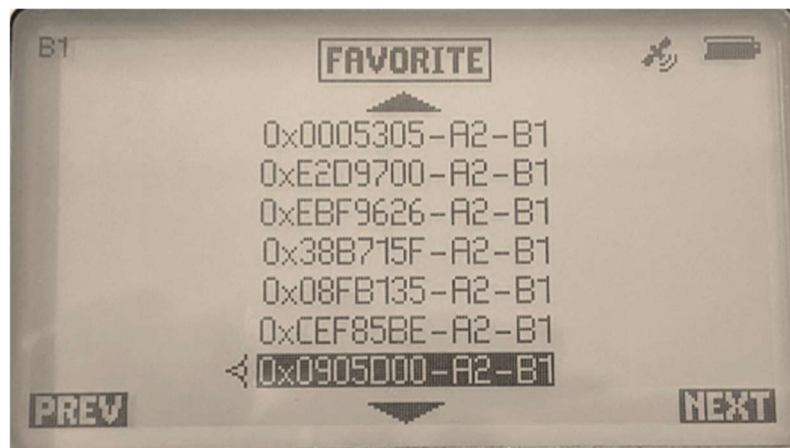 B1
FAVORITE
0x0005305-A2-B1
0xE2D9700-A2-B1
0xEBF9626-A2-B1
0x38B715F-A2-B1
0x08FB135-A2-B1
0xCEF85BE-A2-B1
0x0905D00-A2-B1
PREV
NEXT